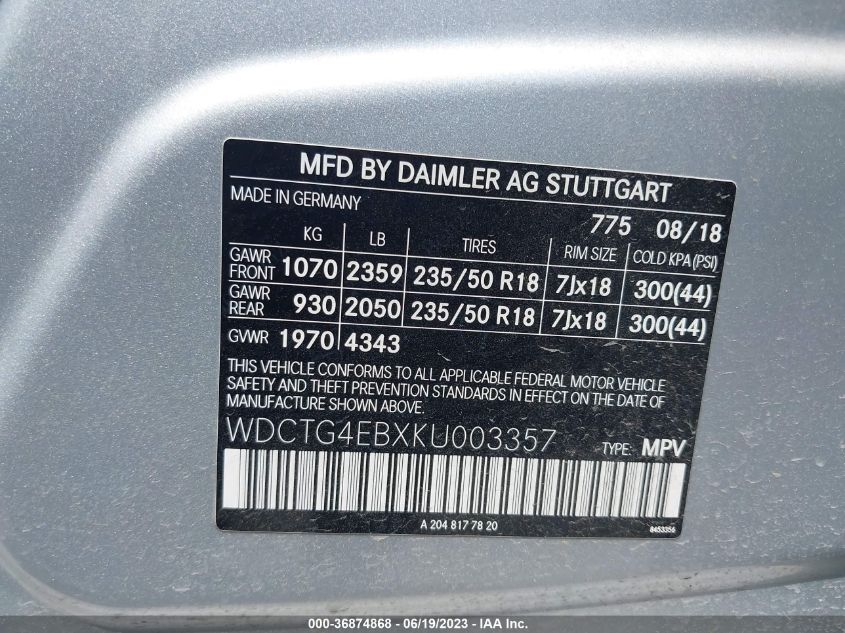 MFD BY DAIMLER AG STUTTGART
MADE IN GERMANY
775 08/18
KG LB TIRES RIM SIZE COLD KPA (PSI)
GAWR FRONT 1070 2359 235/50 R18 7Jx18 300(44)
GAWR REAR 930 2050 235/50 R18 7Jx18 300(44)
GVWR 1970 4343
THIS VEHICLE CONFORMS TO ALL APPLICABLE FEDERAL MOTOR VEHICLE
SAFETY AND THEFT PREVENTION STANDARDS IN EFFECT ON THE DATE OF
MANUFACTURE SHOWN ABOVE.
WDCTG4EBXKU003357 TYPE: MPV
A 204 817 78 20 8453356
000-36874868 - 06/19/2023 - IAA Inc.